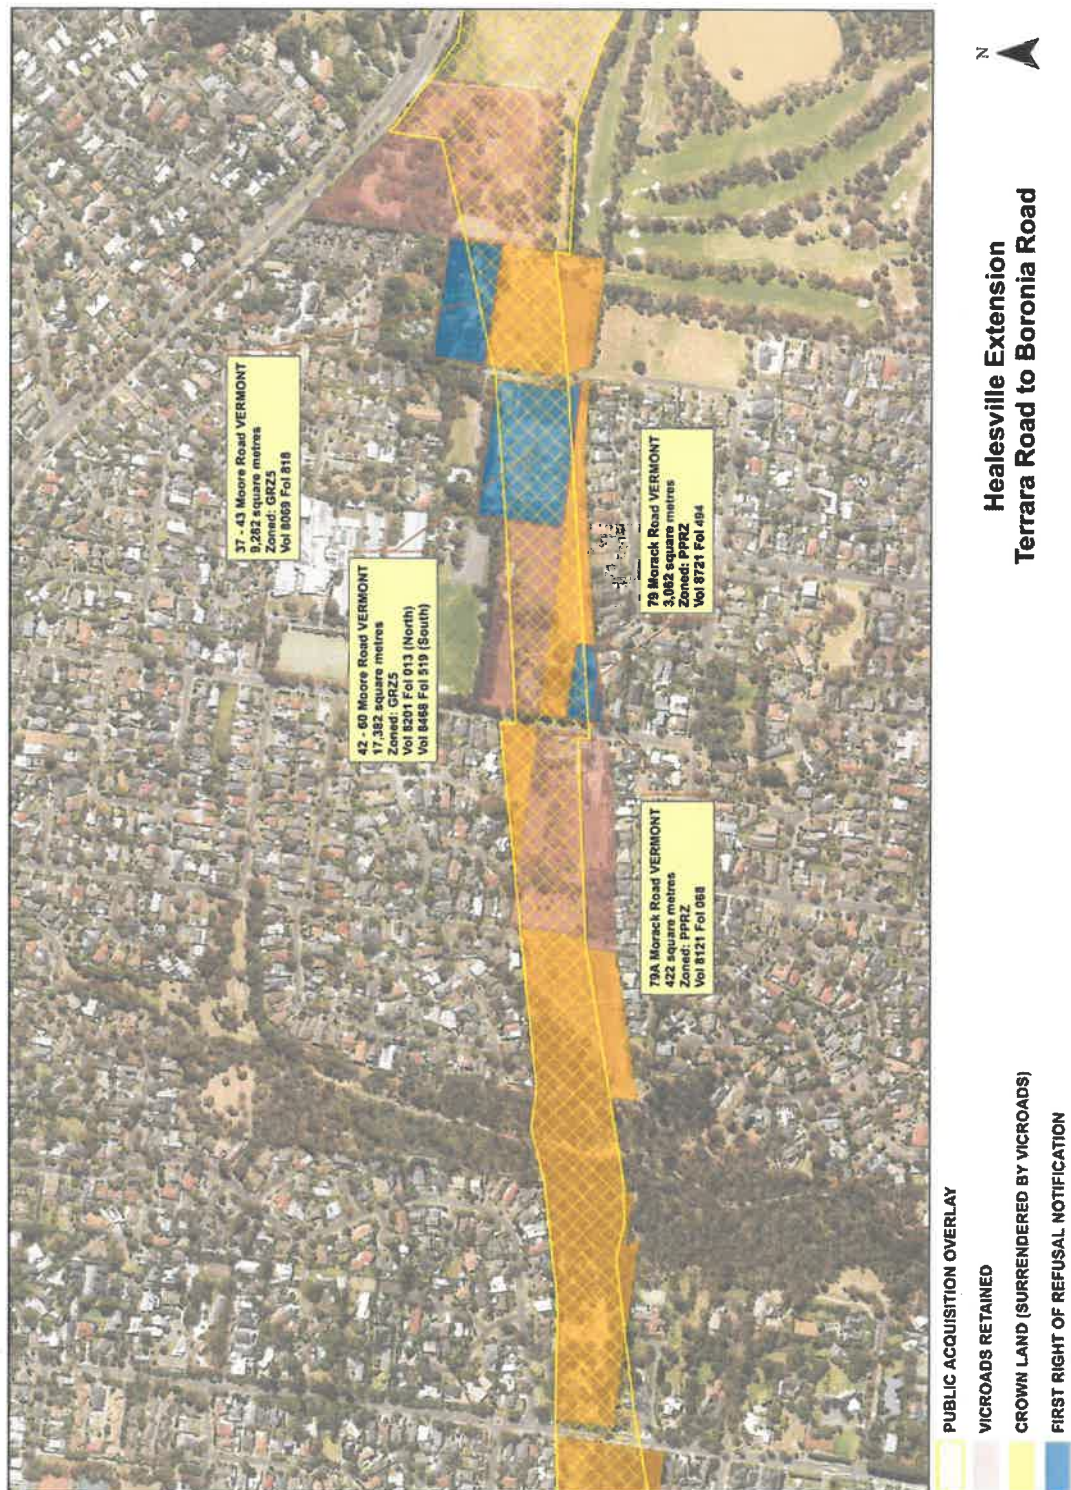 37 - 43 Moore Road VERMONT
9,282 square metres
Zoned: GRZ5
Vol 8069 Fol 818
42 - 60 Moore Road VERMONT
17,382 square metres
Zoned: GRZ5
Vol 8201 Fol 013 (North)
Vol 8468 Fol 519 (South)
79 Morack Road VERMONT
3,062 square metres
Zoned: PPRZ
Vol 8721 Fol 494
79A Morack Road VERMONT
422 square metres
Zoned: PPRZ
Vol 8121 Fol 068
N
Healesville Extension
Terrara Road to Boronia Road
PUBLIC ACQUISITION OVERLAY
VICROADS RETAINED
CROWN LAND (SURRENDERED BY VICROADS)
FIRST RIGHT OF REFUSAL NOTIFICATION